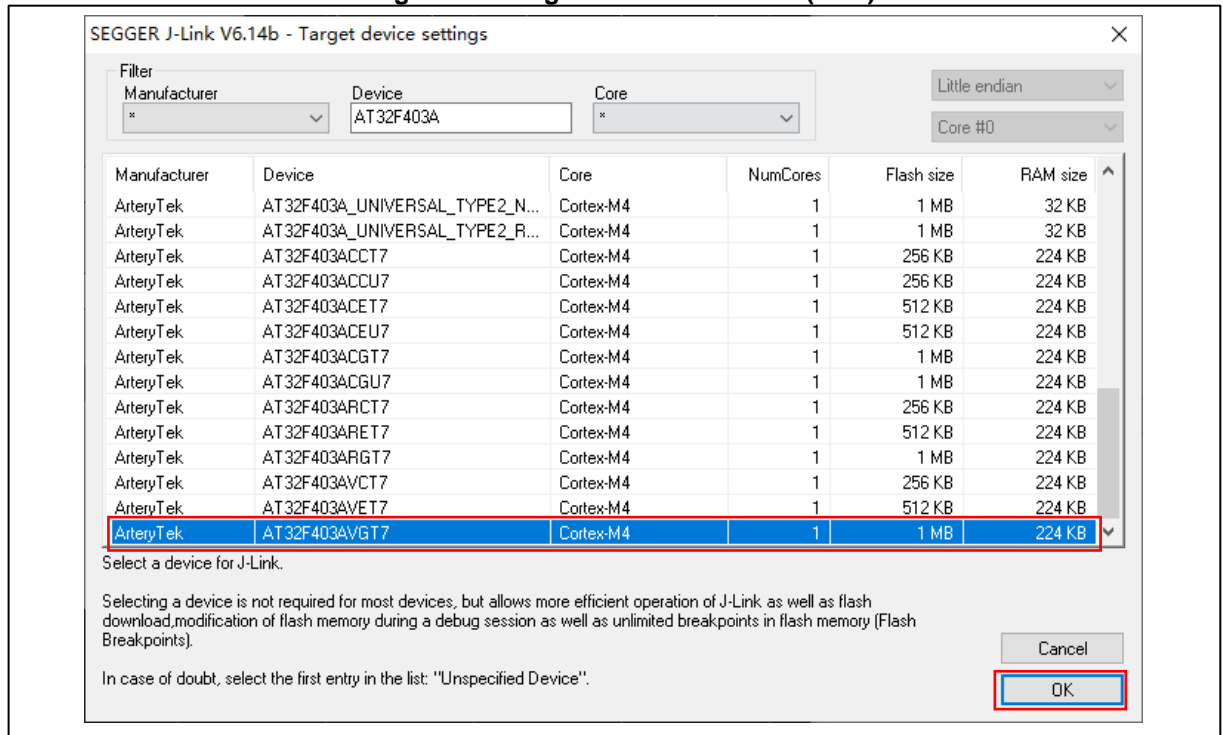 SEGGER J-Link V6.14b - Target device settings
Filter
Manufacturer Device Core
* AT32F403A *
Little endian
Core #0
Manufacturer Device Core NumCores Flash size RAM size
ArteryTek AT32F403A_UNIVERSAL_TYPE2_N... Cortex-M4 1 1 MB 32 KB
ArteryTek AT32F403A_UNIVERSAL_TYPE2_R... Cortex-M4 1 1 MB 32 KB
ArteryTek AT32F403ACCT7 Cortex-M4 1 256 KB 224 KB
ArteryTek AT32F403ACCU7 Cortex-M4 1 256 KB 224 KB
ArteryTek AT32F403ACET7 Cortex-M4 1 512 KB 224 KB
ArteryTek AT32F403ACEU7 Cortex-M4 1 512 KB 224 KB
ArteryTek AT32F403ACGT7 Cortex-M4 1 1 MB 224 KB
ArteryTek AT32F403ACGU7 Cortex-M4 1 1 MB 224 KB
ArteryTek AT32F403ARCT7 Cortex-M4 1 256 KB 224 KB
ArteryTek AT32F403ARET7 Cortex-M4 1 512 KB 224 KB
ArteryTek AT32F403ARGT7 Cortex-M4 1 1 MB 224 KB
ArteryTek AT32F403AVCT7 Cortex-M4 1 256 KB 224 KB
ArteryTek AT32F403AVET7 Cortex-M4 1 512 KB 224 KB
ArteryTek AT32F403AVGT7 Cortex-M4 1 1 MB 224 KB
Select a device for J-Link.
Selecting a device is not required for most devices, but allows more efficient operation of J-Link as well as flash
download,modification of flash memory during a debug session as well as unlimited breakpoints in flash memory (Flash
Breakpoints).
In case of doubt, select the first entry in the list: "Unspecified Device".
Cancel
OK